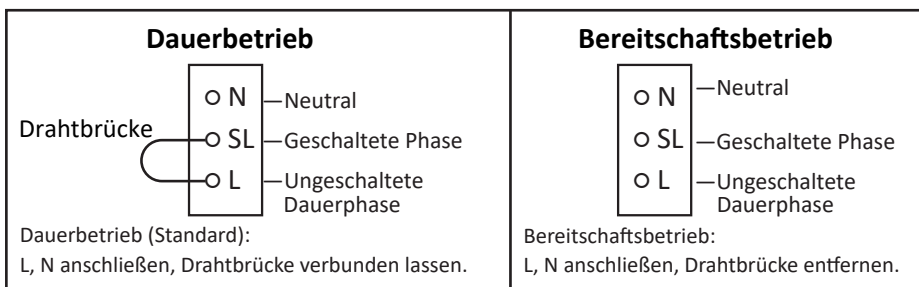 Dauerbetrieb
N
Neutral
Drahtbrücke
SL
Geschaltete Phase
L
Ungeschaltete
Dauerphase
Dauerbetrieb (Standard):
L, N anschließen, Drahtbrücke verbunden lassen.
Bereitschaftsbetrieb
N
Neutral
SL
Geschaltete Phase
L
Ungeschaltete
Dauerphase
Bereitschaftsbetrieb:
L, N anschließen, Drahtbrücke entfernen.